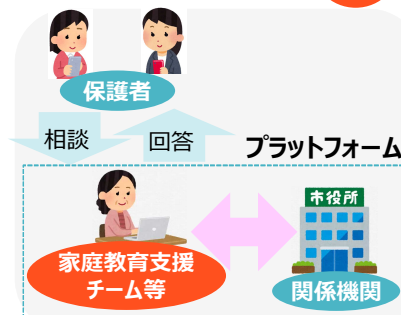 保護者
相談
回答
プラットフォーム
市役所
家庭教育支援
チーム等
関係機関